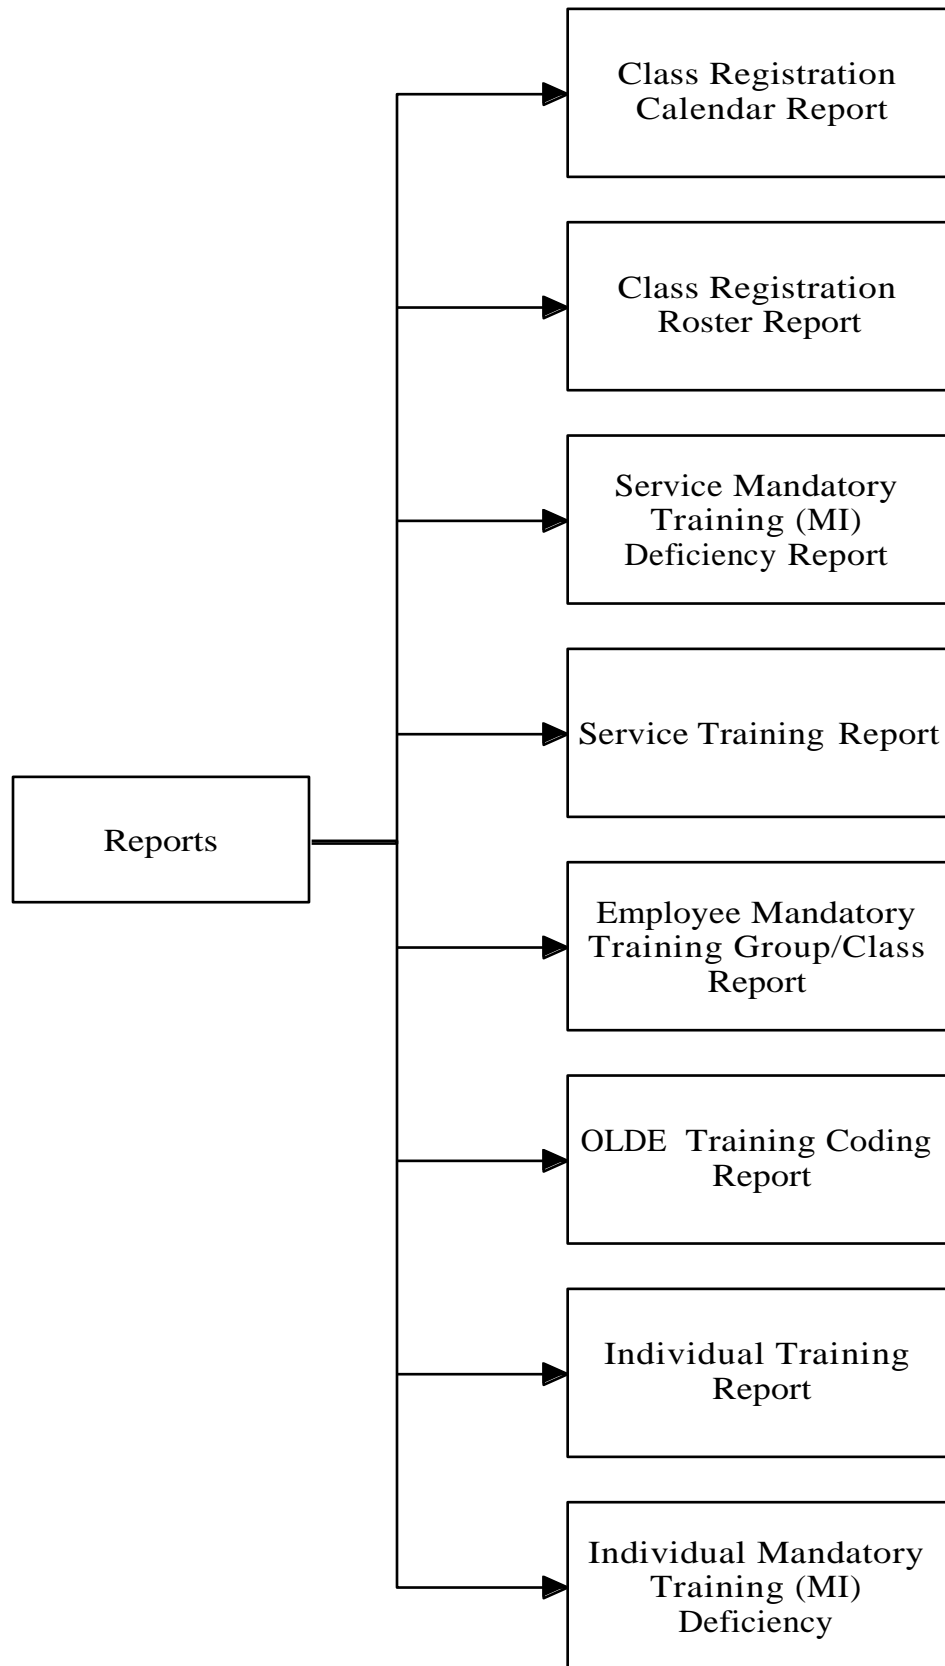 Class Registration
Calendar Report
Class Registration
Roster Report
Service Mandatory
Training (MI)
Deficiency Report
Service Training Report
Reports
Employee Mandatory
Training Group/Class
Report
OLDE Training Coding
Report
Individual Training
Report
Individual Mandatory
Training (MI)
Deficiency